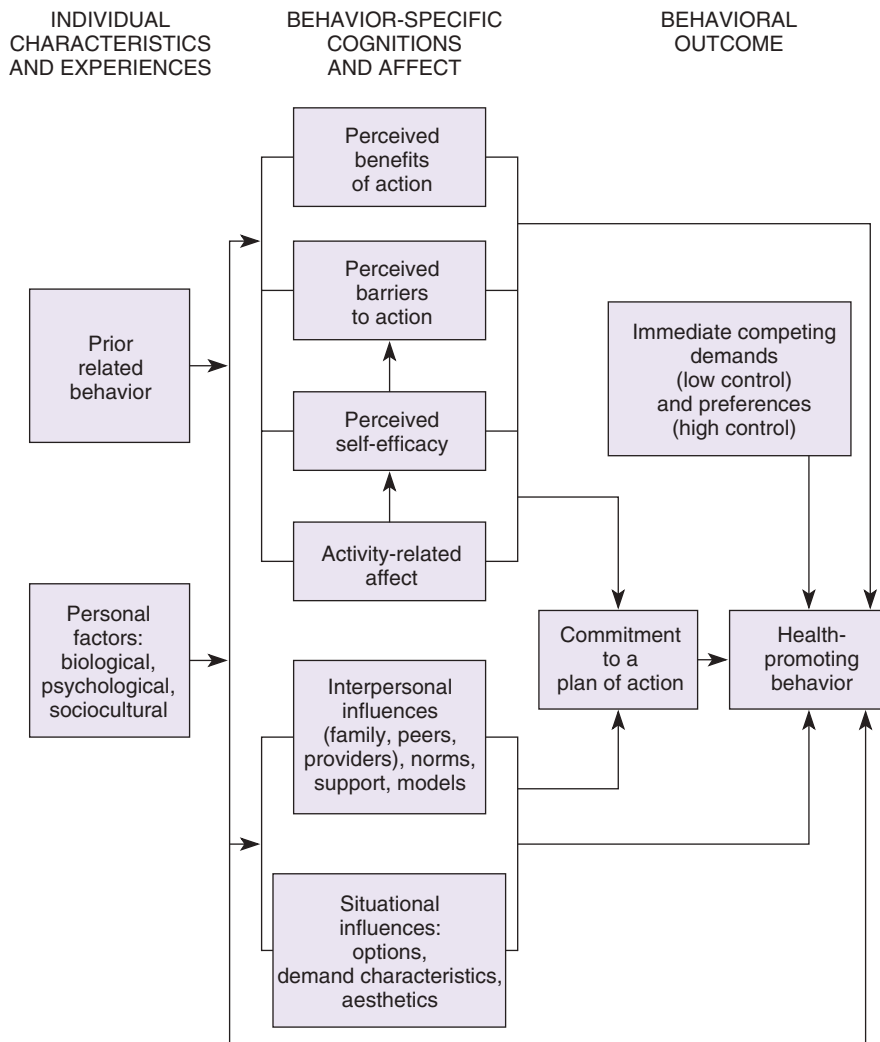 INDIVIDUAL
CHARACTERISTICS
AND EXPERIENCES
BEHAVIOR-SPECIFIC
COGNITIONS
AND AFFECT
BEHAVIORAL
OUTCOME
Perceived
benefits
of action
Perceived
barriers
to action
Prior
related
behavior
Immediate competing
demands
(low control)
and preferences
(high control)
Perceived
self-efficacy
Activity-related
affect
Personal
factors:
biological,
psychological,
sociocultural
Commitment
to a
plan of action
Health-
promoting
behavior
Interpersonal
influences
(family, peers,
providers), norms,
support, models
Situational
influences:
options,
demand characteristics,
aesthetics